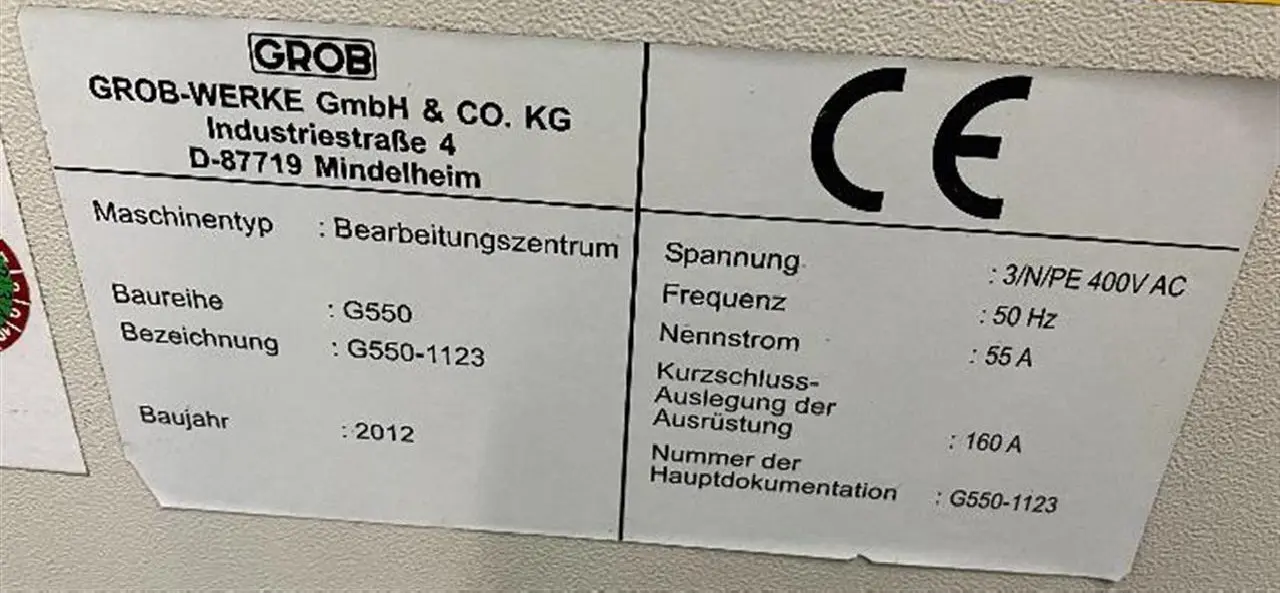 GROB
GROB-WERKE GmbH & CO. KG
Industriestraße 4
D-87719 Mindelheim
Maschinentyp : Bearbeitungszentrum
Baureihe : G550
Bezeichnung : G550-1123
Baujahr : 2012
CE
Spannung : 3/N/PE 400V AC
Frequenz : 50 Hz
Nennstrom : 55 A
Kurzschluss-
Auslegung der
Ausrüstung : 160 A
Nummer der
Hauptdokumentation : G550-1123